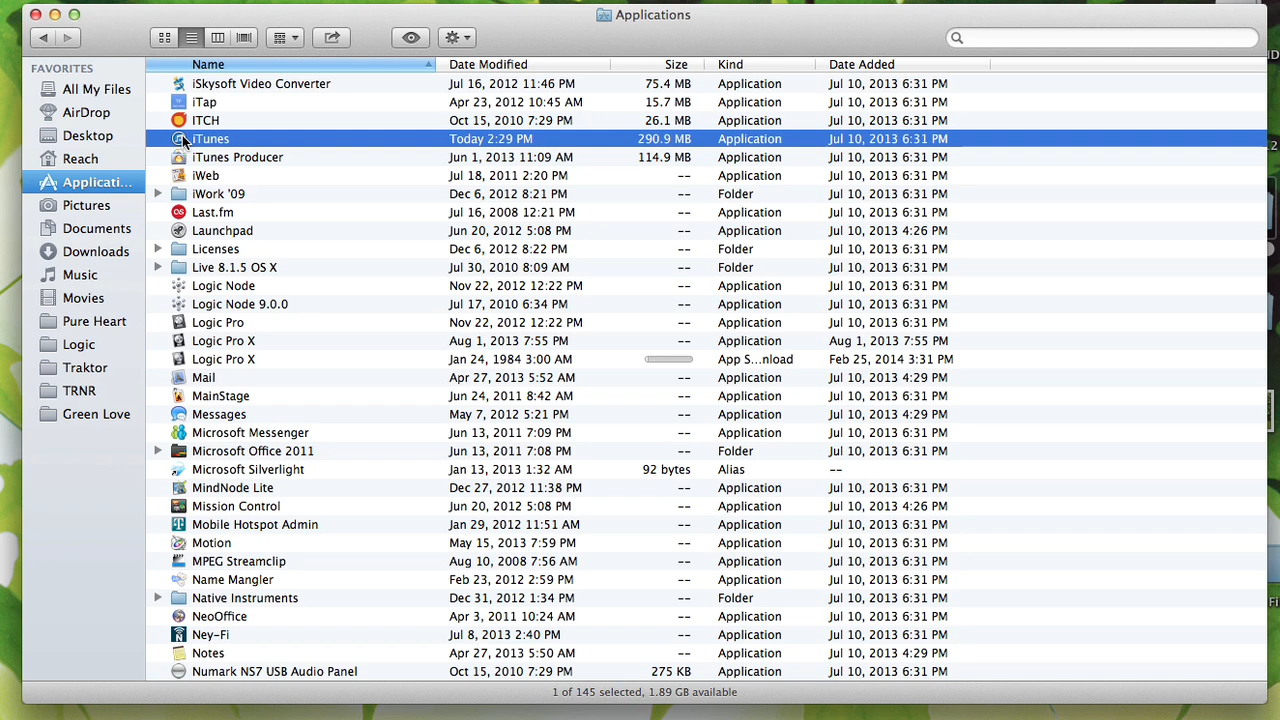 Applications
FAVORITES
All My Files
AirDrop
Desktop
Reach
Applicati...
Pictures
Documents
Downloads
Music
Movies
Pure Heart
Logic
Traktor
TRNR
Green Love
Name Date Modified Size Kind Date Added
iSkysoft Video Converter Jul 16, 2012 11:46 PM 75.4 MB Application Jul 10, 2013 6:31 PM
iTap Apr 23, 2012 10:45 AM 15.7 MB Application Jul 10, 2013 6:31 PM
ITCH Oct 15, 2010 7:29 PM 26.1 MB Application Jul 10, 2013 6:31 PM
iTunes Today 2:29 PM 290.9 MB Application Jul 10, 2013 6:31 PM
iTunes Producer Jun 1, 2013 11:09 AM 114.9 MB Application Jul 10, 2013 6:31 PM
iWeb Jul 18, 2011 2:20 PM -- Application Jul 10, 2013 6:31 PM
iWork '09 Dec 6, 2012 8:21 PM -- Folder Jul 10, 2013 6:31 PM
Last.fm Jul 16, 2008 12:21 PM -- Application Jul 10, 2013 6:31 PM
Launchpad Jun 20, 2012 5:08 PM -- Application Jul 10, 2013 4:26 PM
Licenses Dec 6, 2012 8:22 PM -- Folder Jul 10, 2013 6:31 PM
Live 8.1.5 OS X Jul 30, 2010 8:09 AM -- Folder Jul 10, 2013 6:31 PM
Logic Node Nov 22, 2012 12:22 PM -- Application Jul 10, 2013 6:31 PM
Logic Node 9.0.0 Jul 17, 2010 6:34 PM -- Application Jul 10, 2013 6:31 PM
Logic Pro Nov 22, 2012 12:22 PM -- Application Jul 10, 2013 6:31 PM
Logic Pro X Aug 1, 2013 7:55 PM -- Application Aug 1, 2013 7:55 PM
Logic Pro X Jan 24, 1984 3:00 AM App S...nload Feb 25, 2014 3:31 PM
Mail Apr 27, 2013 5:52 AM -- Application Jul 10, 2013 4:29 PM
MainStage Jun 24, 2011 8:42 AM -- Application Jul 10, 2013 6:31 PM
Messages May 7, 2012 5:21 PM -- Application Jul 10, 2013 4:29 PM
Microsoft Messenger Jun 13, 2011 7:09 PM -- Application Jul 10, 2013 6:31 PM
Microsoft Office 2011 Jun 13, 2011 7:08 PM -- Folder Jul 10, 2013 6:31 PM
Microsoft Silverlight Jan 13, 2013 1:32 AM 92 bytes Alias --
MindNode Lite Dec 27, 2012 11:38 PM -- Application Jul 10, 2013 6:31 PM
Mission Control Jun 20, 2012 5:08 PM -- Application Jul 10, 2013 4:26 PM
Mobile Hotspot Admin Jan 29, 2012 11:51 AM -- Application Jul 10, 2013 6:31 PM
Motion May 15, 2013 7:59 PM -- Application Jul 10, 2013 6:31 PM
MPEG Streamclip Aug 10, 2008 7:56 AM -- Application Jul 10, 2013 6:31 PM
Name Mangler Feb 23, 2012 2:59 PM -- Application Jul 10, 2013 6:31 PM
Native Instruments Dec 31, 2012 1:34 PM -- Folder Jul 10, 2013 6:31 PM
NeoOffice Apr 3, 2011 10:24 AM -- Application Jul 10, 2013 6:31 PM
Ney-Fi Jul 8, 2013 2:40 PM -- Application Jul 10, 2013 6:31 PM
Notes Apr 27, 2013 5:50 AM -- Application Jul 10, 2013 4:29 PM
Numark NS7 USB Audio Panel Oct 15, 2010 7:29 PM 275 KB Application Jul 10, 2013 6:31 PM
1 of 145 selected, 1.89 GB available